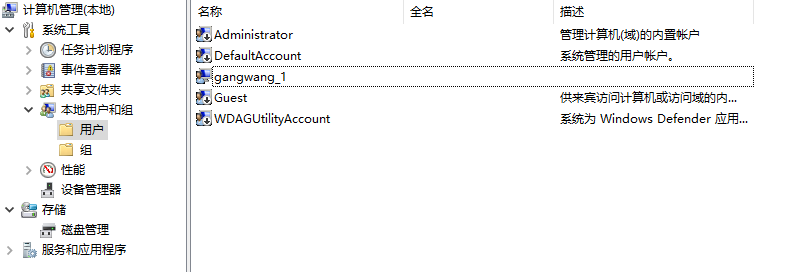 计算机管理(本地)
系统工具
任务计划程序
事件查看器
共享文件夹
本地用户和组
用户
组
性能
设备管理器
存储
磁盘管理
服务和应用程序
名称 全名 描述
Administrator 管理计算机(域)的内置帐户
DefaultAccount 系统管理的用户帐户。
gangwang_1
Guest 供来宾访问计算机或访问域的内...
WDAGUtilityAccount 系统为 Windows Defender 应用...